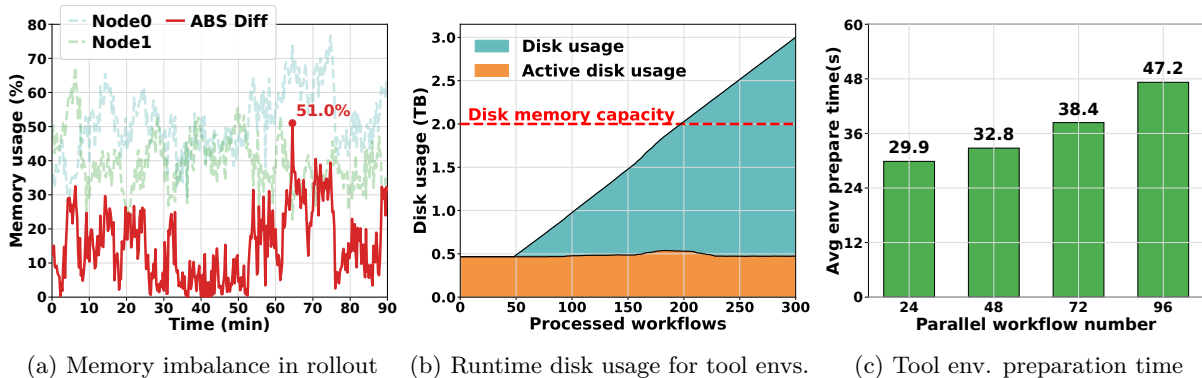 Node0
Node1
ABS Diff
51.0%
Memory usage (%)
80
70
60
50
40
30
20
10
0
0 10 20 30 40 50 60 70 80 90
Time (min)
(a) Memory imbalance in rollout
Disk usage
Active disk usage
Disk memory capacity
Disk usage (TB)
3.0
2.5
2.0
1.5
1.0
0.5
0.0
0 50 100 150 200 250 300
Processed workflows
(b) Runtime disk usage for tool envs.
Avg env prepare time(s)
60
48
36
24
12
0
29.9
32.8
38.4
47.2
24 48 72 96
Parallel workflow number
(c) Tool env. preparation time